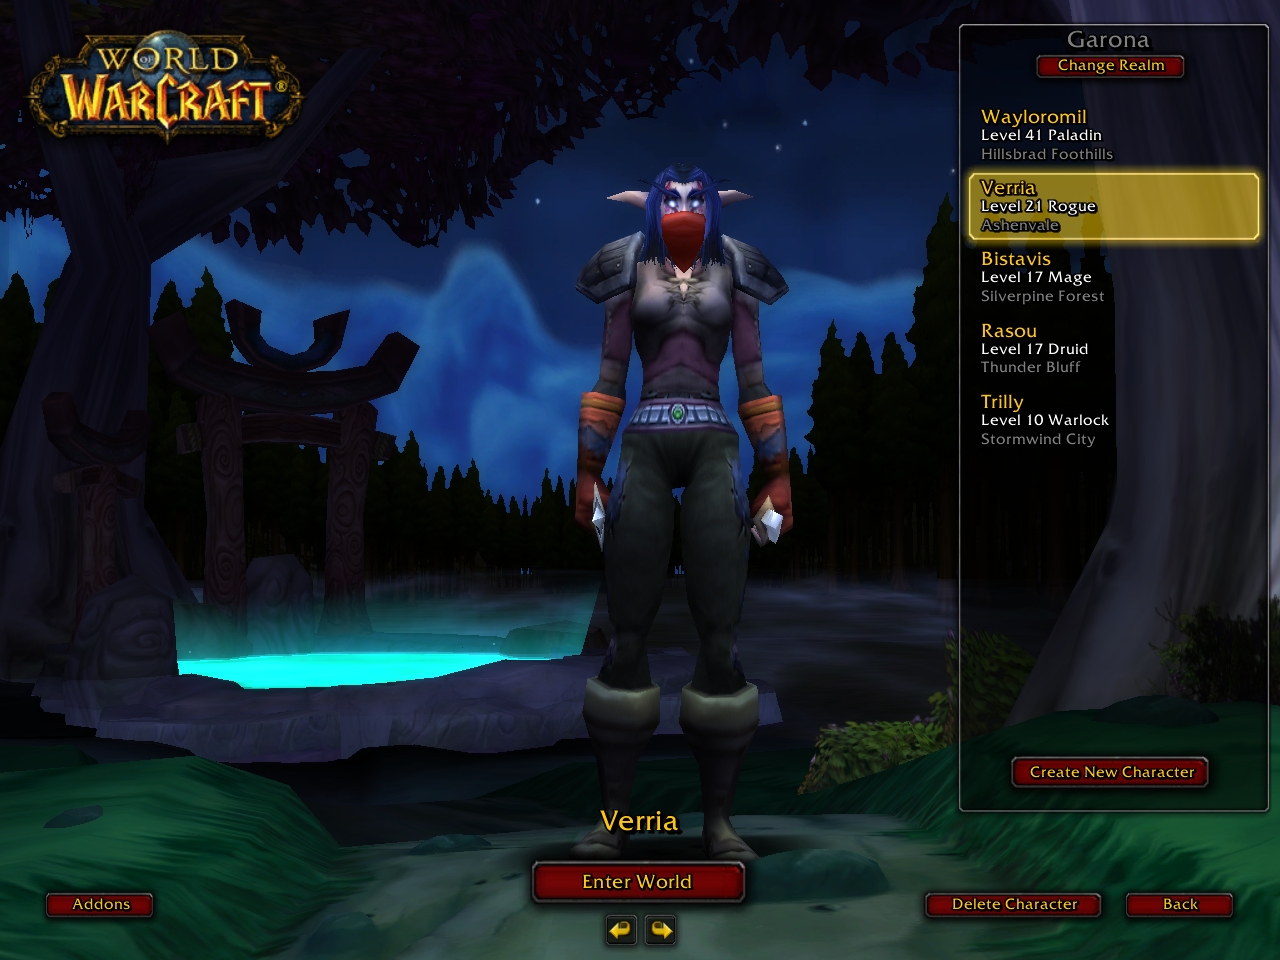 WORLD OF WARCRAFT®
Garona
Change Realm
Wayloromil
Level 41 Paladin
Hillsbrad Foothills
Verria
Level 21 Rogue
Ashenvale
Bistavis
Level 17 Mage
Silverpine Forest
Rasou
Level 17 Druid
Thunder Bluff
Trilly
Level 10 Warlock
Stormwind City
Create New Character
Verria
Enter World
Addons
Delete Character
Back